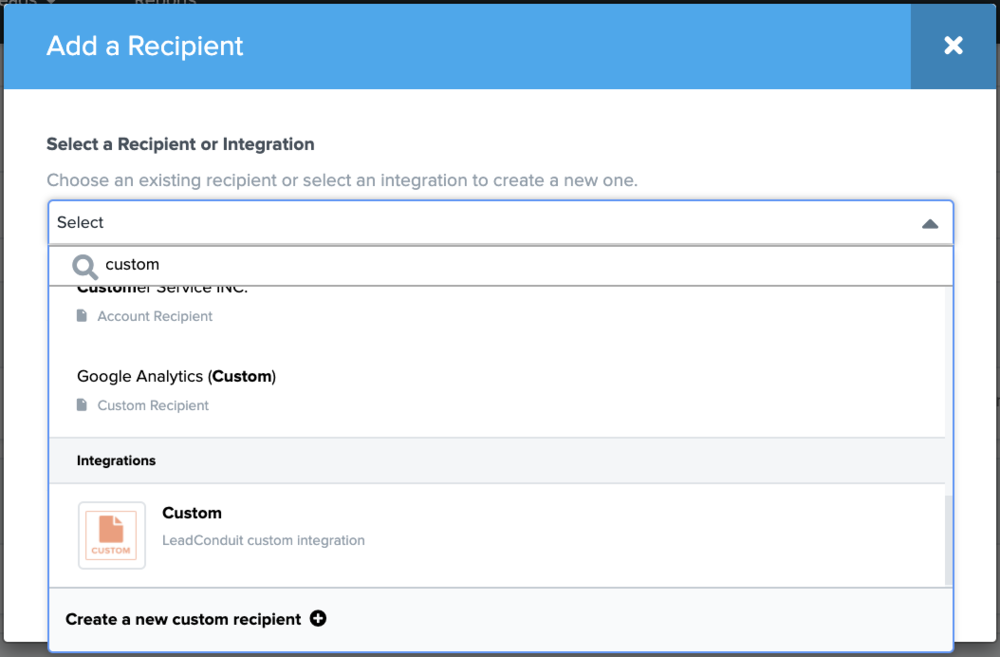 Reports
Add a Recipient
Select a Recipient or Integration
Choose an existing recipient or select an integration to create a new one.
Select
custom
Customer Service INC.
Account Recipient
Google Analytics (Custom)
Custom Recipient
Integrations
CUSTOM
Custom
LeadConduit custom integration
Create a new custom recipient